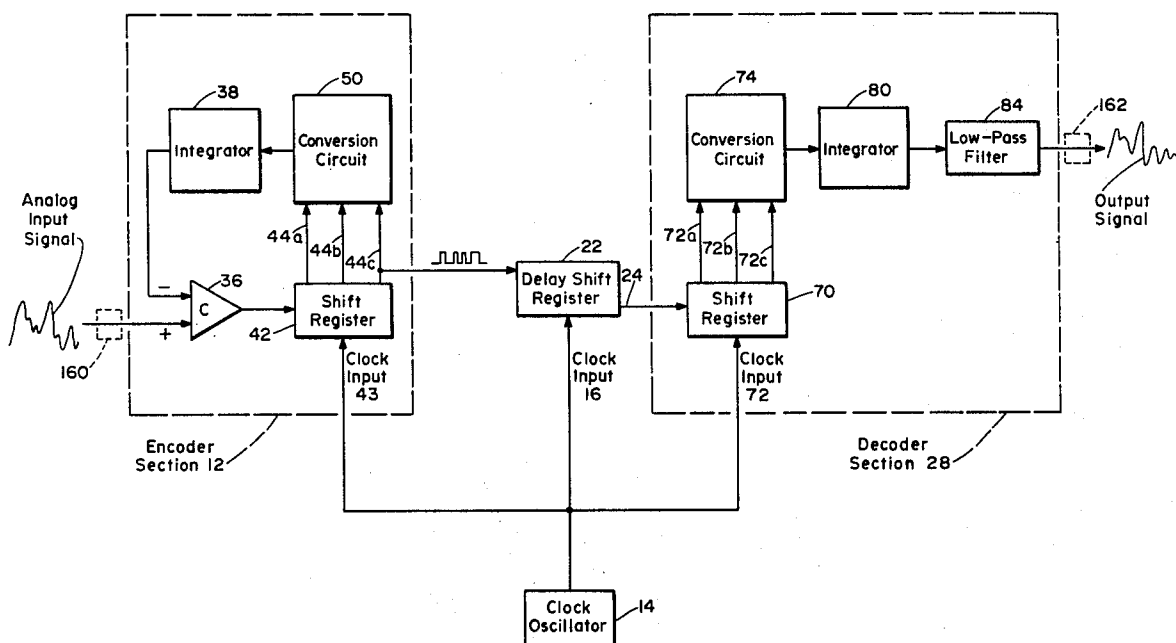 50
38
Integrator
Conversion
Circuit
Analog
Input
Signal
44a
44b
44c
36
−
C
+
Shift
Register
42
160
Clock
Input
43
Encoder
Section 12
22
Delay Shift
Register
24
Clock
Input
16
74
Conversion
Circuit
80
Integrator
84
Low-Pass
Filter
162
Output
Signal
72a
72b
72c
Shift
Register
70
Clock
Input
72
Decoder
Section 28
Clock
Oscillator
14